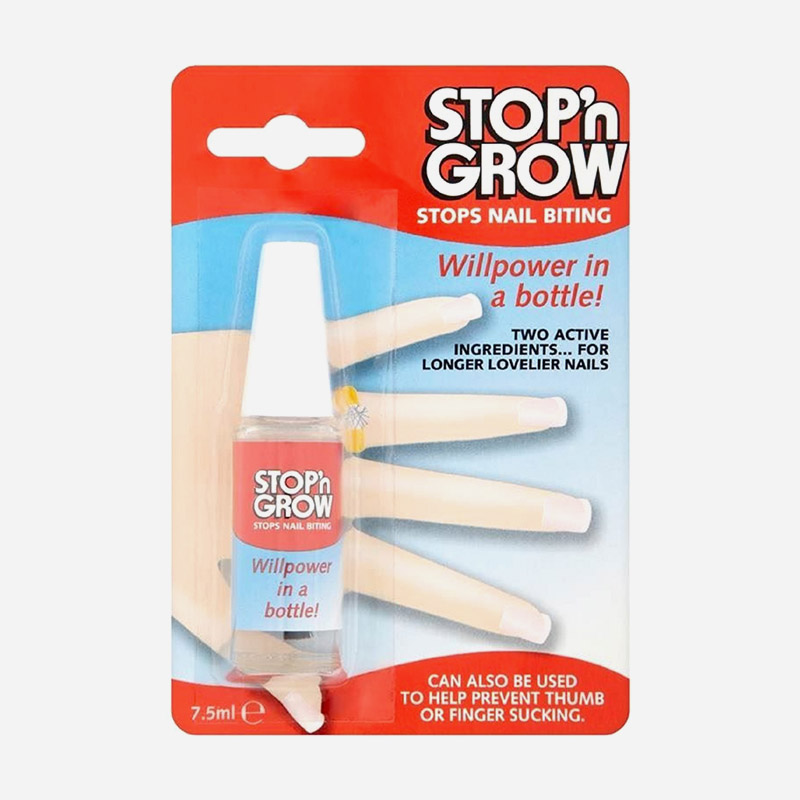 STOP'n
GROW
STOPS NAIL BITING
Willpower in
a bottle!
TWO ACTIVE
INGREDIENTS... FOR
LONGER LOVELIER NAILS
STOP'n
GROW
STOPS NAIL BITING
Willpower
in a
bottle!
CAN ALSO BE USED
TO HELP PREVENT THUMB
OR FINGER SUCKING.
7.5ml ℮